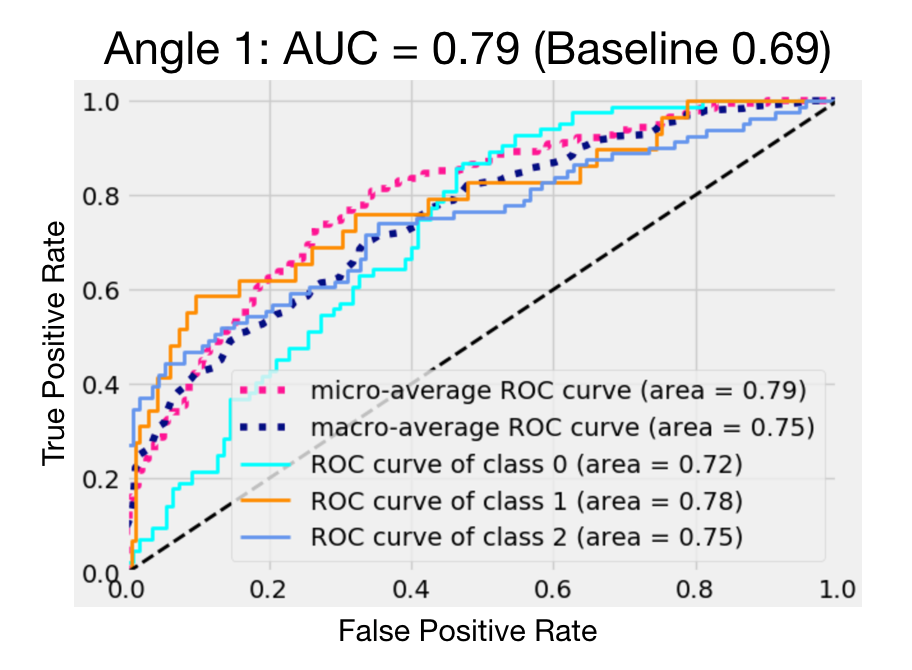 Angle 1: AUC = 0.79 (Baseline 0.69)
1.0
0.8
0.6
0.4
0.2
0.0
True Positive Rate
micro-average ROC curve (area = 0.79)
macro-average ROC curve (area = 0.75)
ROC curve of class 0 (area = 0.72)
ROC curve of class 1 (area = 0.78)
ROC curve of class 2 (area = 0.75)
0.0 0.2 0.4 0.6 0.8 1.0
False Positive Rate